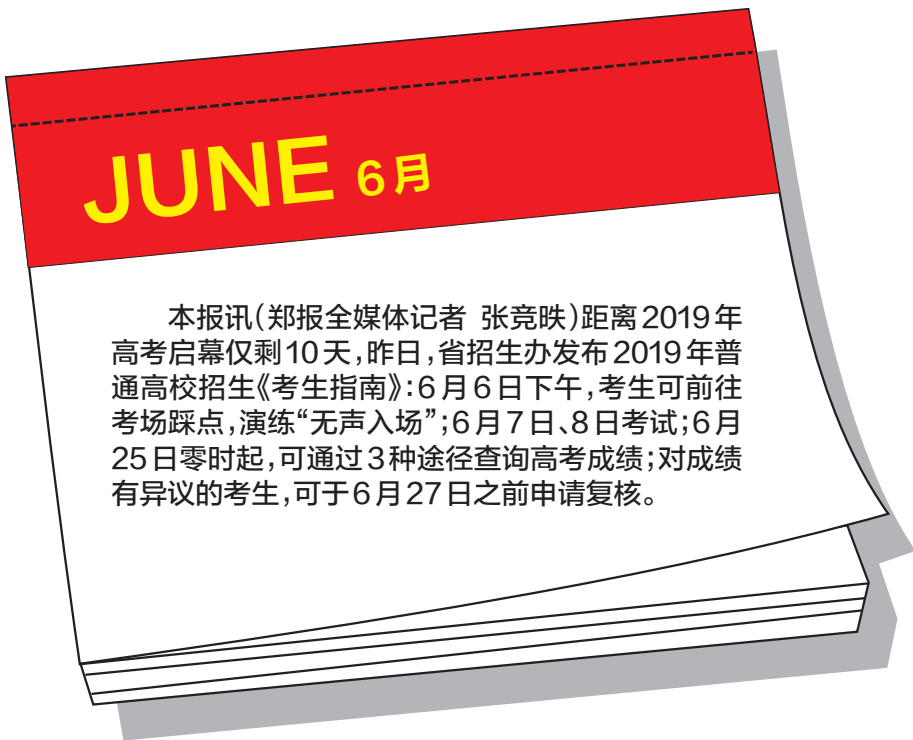 JUNE 6月
本报讯(郑报全媒体记者 张竞昳)距离2019年
高考启幕仅剩10天,昨日,省招生办发布2019年普
通高校招生《考生指南》:6月6日下午,考生可前往
考场踩点,演练“无声入场”;6月7日、8日考试;6月
25日零时起,可通过3种途径查询高考成绩;对成绩
有异议的考生,可于6月27日之前申请复核。